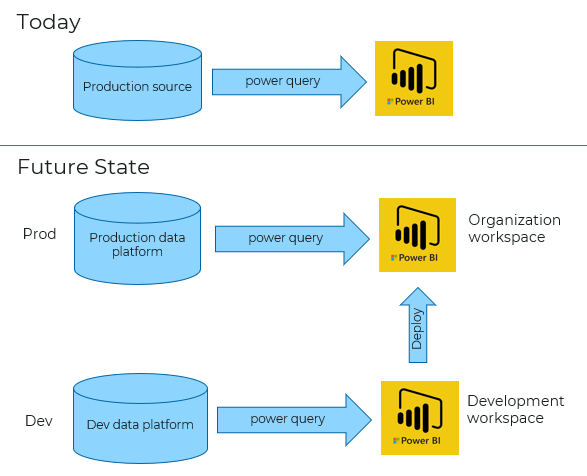 Today
Production source
power query
Power BI
Future State
Prod
Production data
platform
power query
Power BI
Organization
workspace
Deploy
Dev
Dev data platform
power query
Power BI
Development
workspace